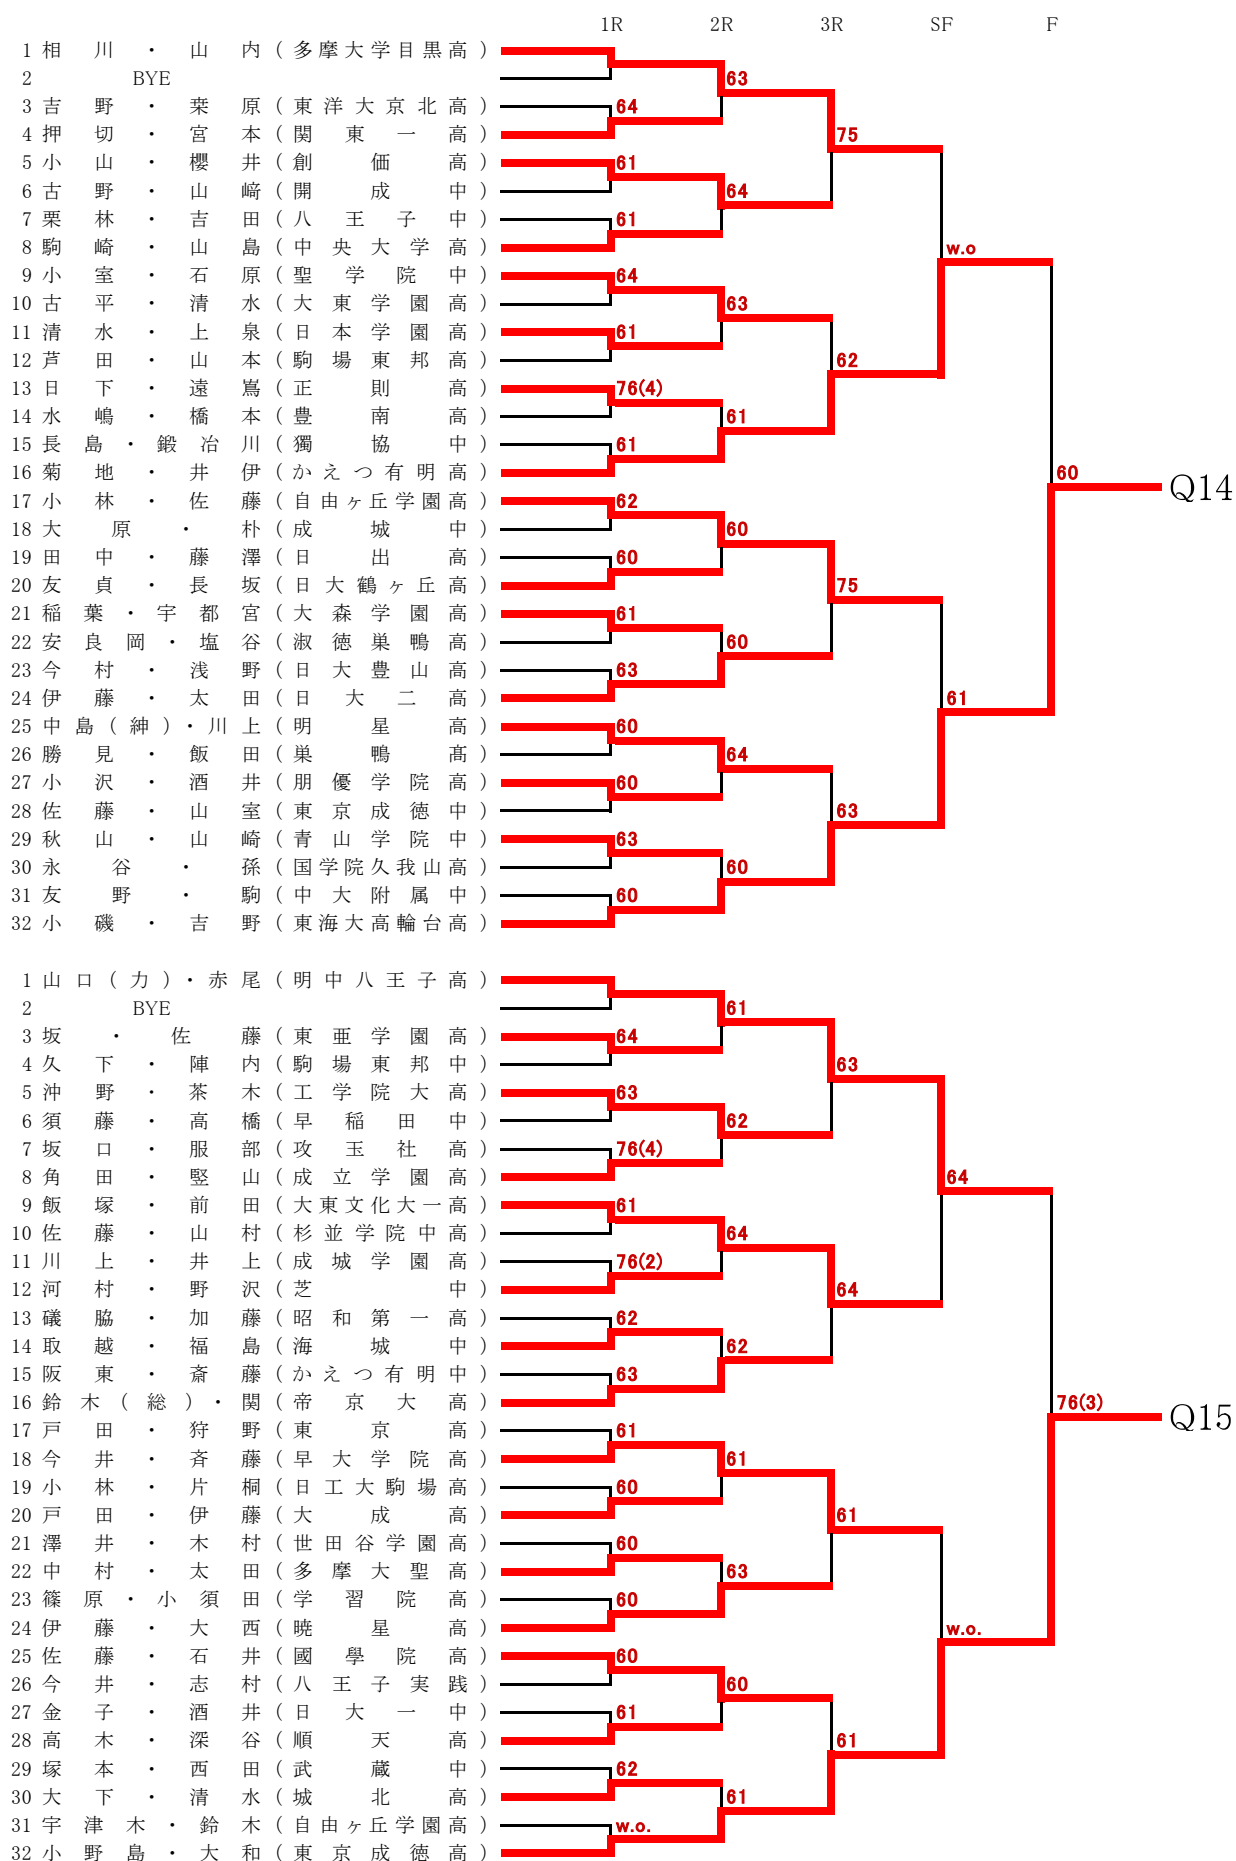 1R 2R 3R SF F
1 相川・山内 (多摩大学目黒高)
2 BYE
63
3 吉野・栞原 (東洋大京北高) 64
4 押切・宮本 (関東一高)
75
5 小山・櫻井 (創価高) 61
6 古野・山﨑 (開成中)
64
7 栗林・吉田 (八王子中) 61
8 駒崎・山島 (中央大学高)
w.o
9 小室・石原 (聖学院中) 64
10 古平・清水 (大東学園高)
63
11 清水・上泉 (日本学園高) 61
12 芦田・山本 (駒場東邦高)
62
13 日下・遠嶌 (正則高) 76(4)
14 水嶋・橋本 (豊南高)
61
15 長島・鍛冶川 (獨協中) 61
16 菊地・井伊 (かえつ有明高)
60
Q14
17 小林・佐藤 (自由ヶ丘学園高) 62
18 大原・朴 (成城中)
60
19 田中・藤澤 (日出高) 60
20 友貞・長坂 (日大鶴ヶ丘高)
75
21 稲葉・宇都宮 (大森学園高) 61
22 安良岡・塩谷 (淑徳巣鴨高)
60
23 今村・浅野 (日大豊山高) 63
24 伊藤・太田 (日大二高)
61
25 中島(紳)・川上 (明星高) 60
26 勝見・飯田 (巣鴨高)
64
27 小沢・酒井 (朋優学院高) 60
28 佐藤・山室 (東京成徳中)
63
29 秋山・山崎 (青山学院中) 63
30 永谷・孫 (国学院久我山高)
60
31 友野・駒 (中大附属中) 60
32 小磯・吉野 (東海大高輪台高)
1 山口(力)・赤尾 (明中八王子高)
2 BYE
61
3 坂・佐藤 (東亜学園高) 64
4 久下・陣内 (駒場東邦中)
63
5 沖野・茶木 (工学院大高) 63
6 須藤・高橋 (早稲田中)
62
7 坂口・服部 (攻玉社高) 76(4)
8 角田・堅山 (成立学園高)
64
9 飯塚・前田 (大東文化大一高) 61
10 佐藤・山村 (杉並学院中高)
64
11 川上・井上 (成城学園高) 76(2)
12 河村・野沢 (芝中)
64
13 礒脇・加藤 (昭和第一高) 62
14 取越・福島 (海城中)
62
15 阪東・斎藤 (かえつ有明中) 63
16 鈴木(総)・関 (帝京大高)
76(3)
Q15
17 戸田・狩野 (東京高) 61
18 今井・斉藤 (早大学院高)
61
19 小林・片桐 (日工大駒場高) 60
20 戸田・伊藤 (大成高)
61
21 澤井・木村 (世田谷学園高) 60
22 中村・太田 (多摩大聖高)
63
23 篠原・小須田 (学習院高) 60
24 伊藤・大西 (暁星高)
w.o.
25 佐藤・石井 (國學院高) 60
26 今井・志村 (八王子実践)
60
27 金子・酒井 (日大一中) 61
28 高木・深谷 (順天高)
61
29 塚本・西田 (武蔵中) 62
30 大下・清水 (城北高)
61
31 宇津木・鈴木 (自由ヶ丘学園高) w.o.
32 小野島・大和 (東京成徳高)